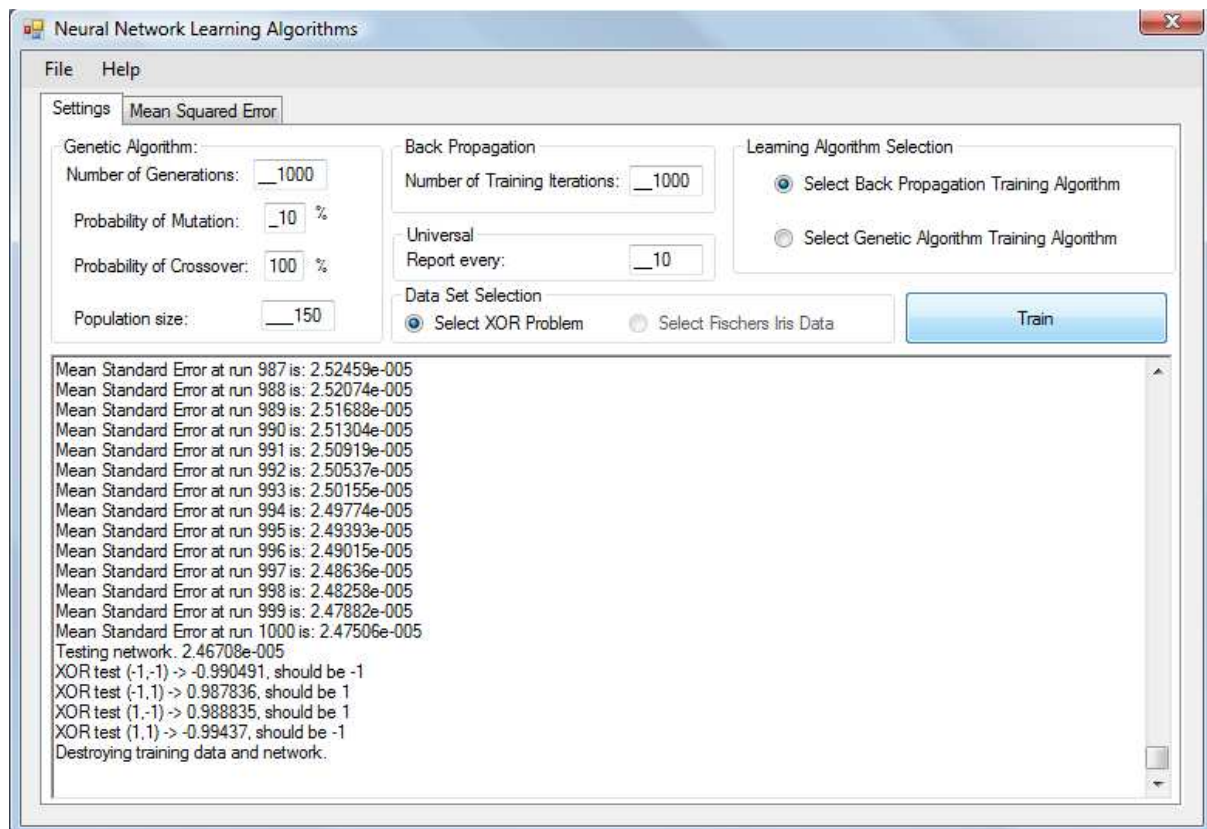 Neural Network Learning Algorithms
File Help
Settings Mean Squared Error
Genetic Algorithm:
Number of Generations: __1000
Probability of Mutation: _10 %
Probability of Crossover: 100 %
Population size: ___150
Back Propagation
Number of Training Iterations: __1000
Universal
Report every: __10
Learning Algorithm Selection
Select Back Propagation Training Algorithm
Select Genetic Algorithm Training Algorithm
Data Set Selection
Select XOR Problem Select Fischers Iris Data
Train
Mean Standard Error at run 987 is: 2.52459e-005
Mean Standard Error at run 988 is: 2.52074e-005
Mean Standard Error at run 989 is: 2.51688e-005
Mean Standard Error at run 990 is: 2.51304e-005
Mean Standard Error at run 991 is: 2.50919e-005
Mean Standard Error at run 992 is: 2.50537e-005
Mean Standard Error at run 993 is: 2.50155e-005
Mean Standard Error at run 994 is: 2.49774e-005
Mean Standard Error at run 995 is: 2.49393e-005
Mean Standard Error at run 996 is: 2.49015e-005
Mean Standard Error at run 997 is: 2.48636e-005
Mean Standard Error at run 998 is: 2.48258e-005
Mean Standard Error at run 999 is: 2.47882e-005
Mean Standard Error at run 1000 is: 2.47506e-005
Testing network. 2.46708e-005
XOR test (-1,-1) -> -0.990491, should be -1
XOR test (-1,1) -> 0.987836, should be 1
XOR test (1,-1) -> 0.988835, should be 1
XOR test (1,1) -> -0.99437, should be -1
Destroying training data and network.